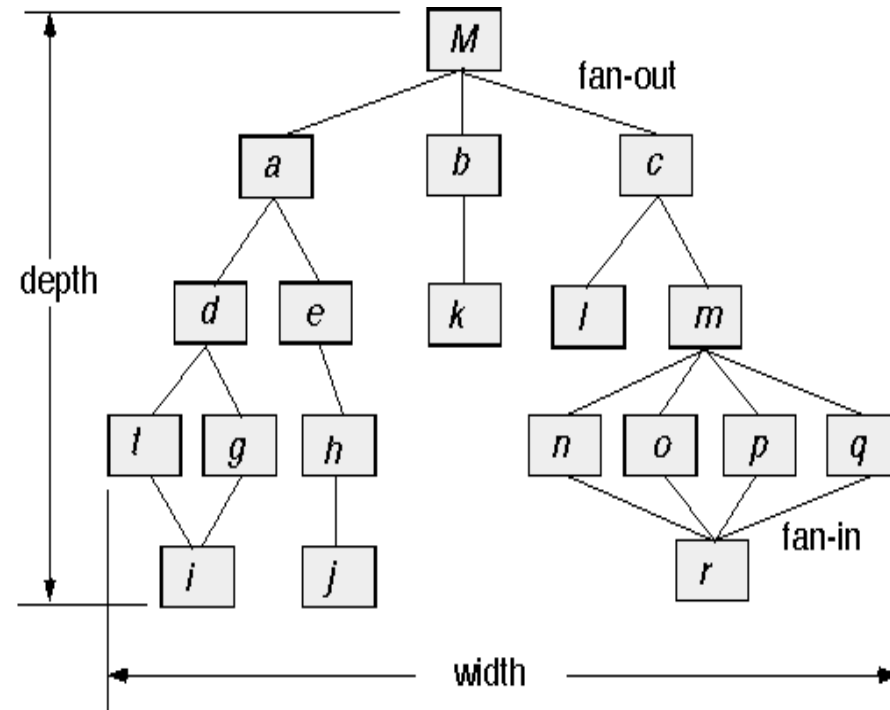 M
fan-out
a b c
depth
d e k l m
t g h n o p q
fan-in
i j r
width